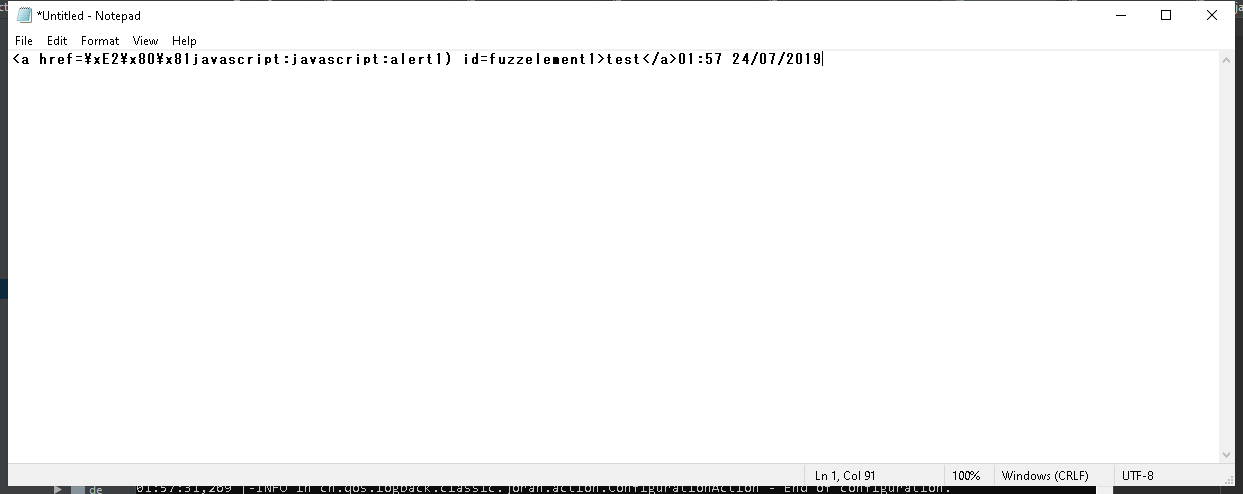 *Untitled - Notepad
File Edit Format View Help
<a href=¥xE2¥x80¥x81javascript:javascript:alert1) id=fuzzelement1>test</a>01:57 24/07/2019
Ln 1, Col 91 100% Windows (CRLF) UTF-8
de 01:57:31,269 |-INFO in ch.qos.logback.classic.joran.action.ConfigurationAction - End of configuration.